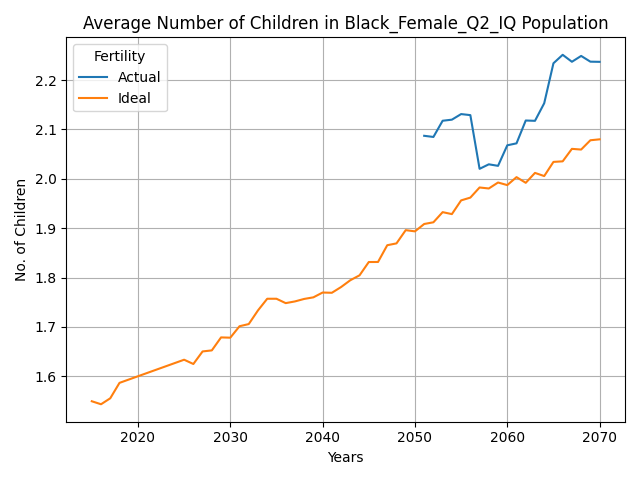 Average Number of Children in Black_Female_Q2_IQ Population
Fertility
Actual
Ideal
No. of Children
2.2
2.1
2.0
1.9
1.8
1.7
1.6
2020 2030 2040 2050 2060 2070
Years